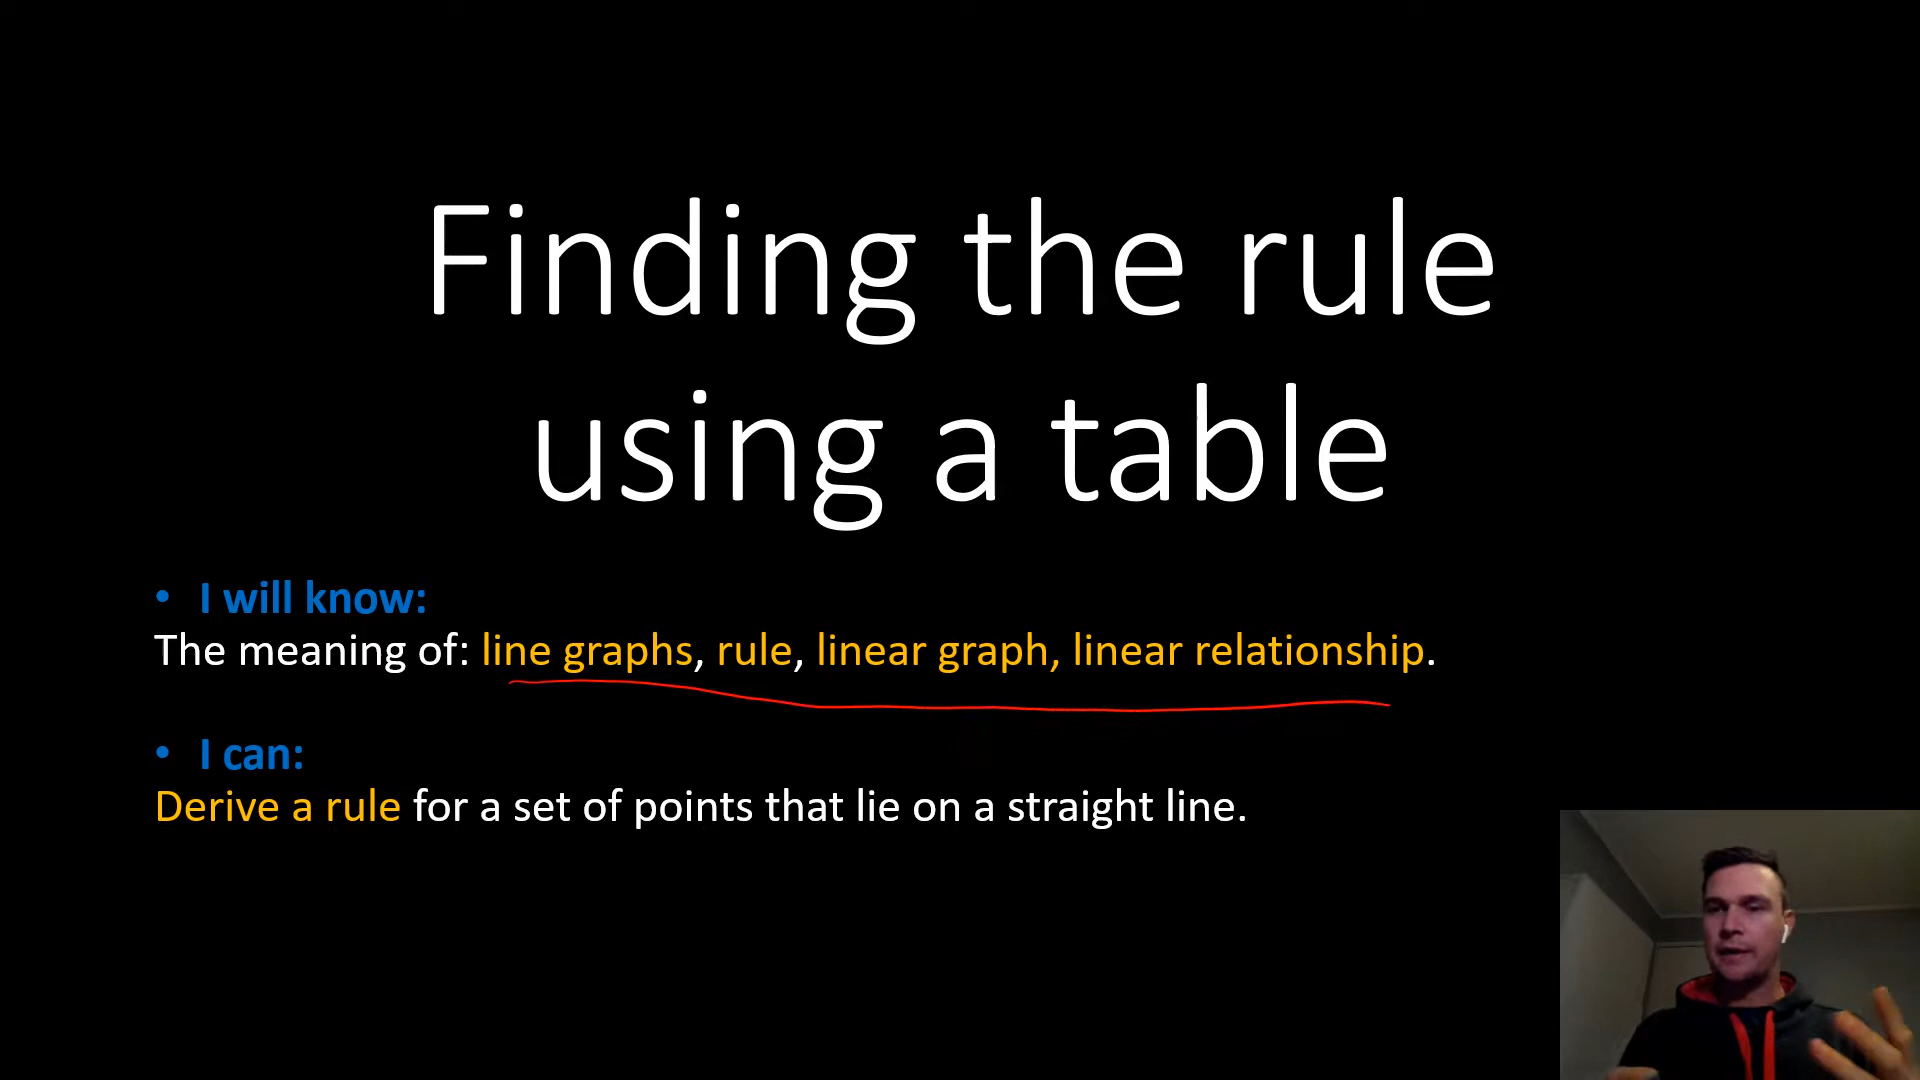 Finding the rule
using a table
• I will know:
The meaning of: line graphs, rule, linear graph, linear relationship.
• I can:
Derive a rule for a set of points that lie on a straight line.